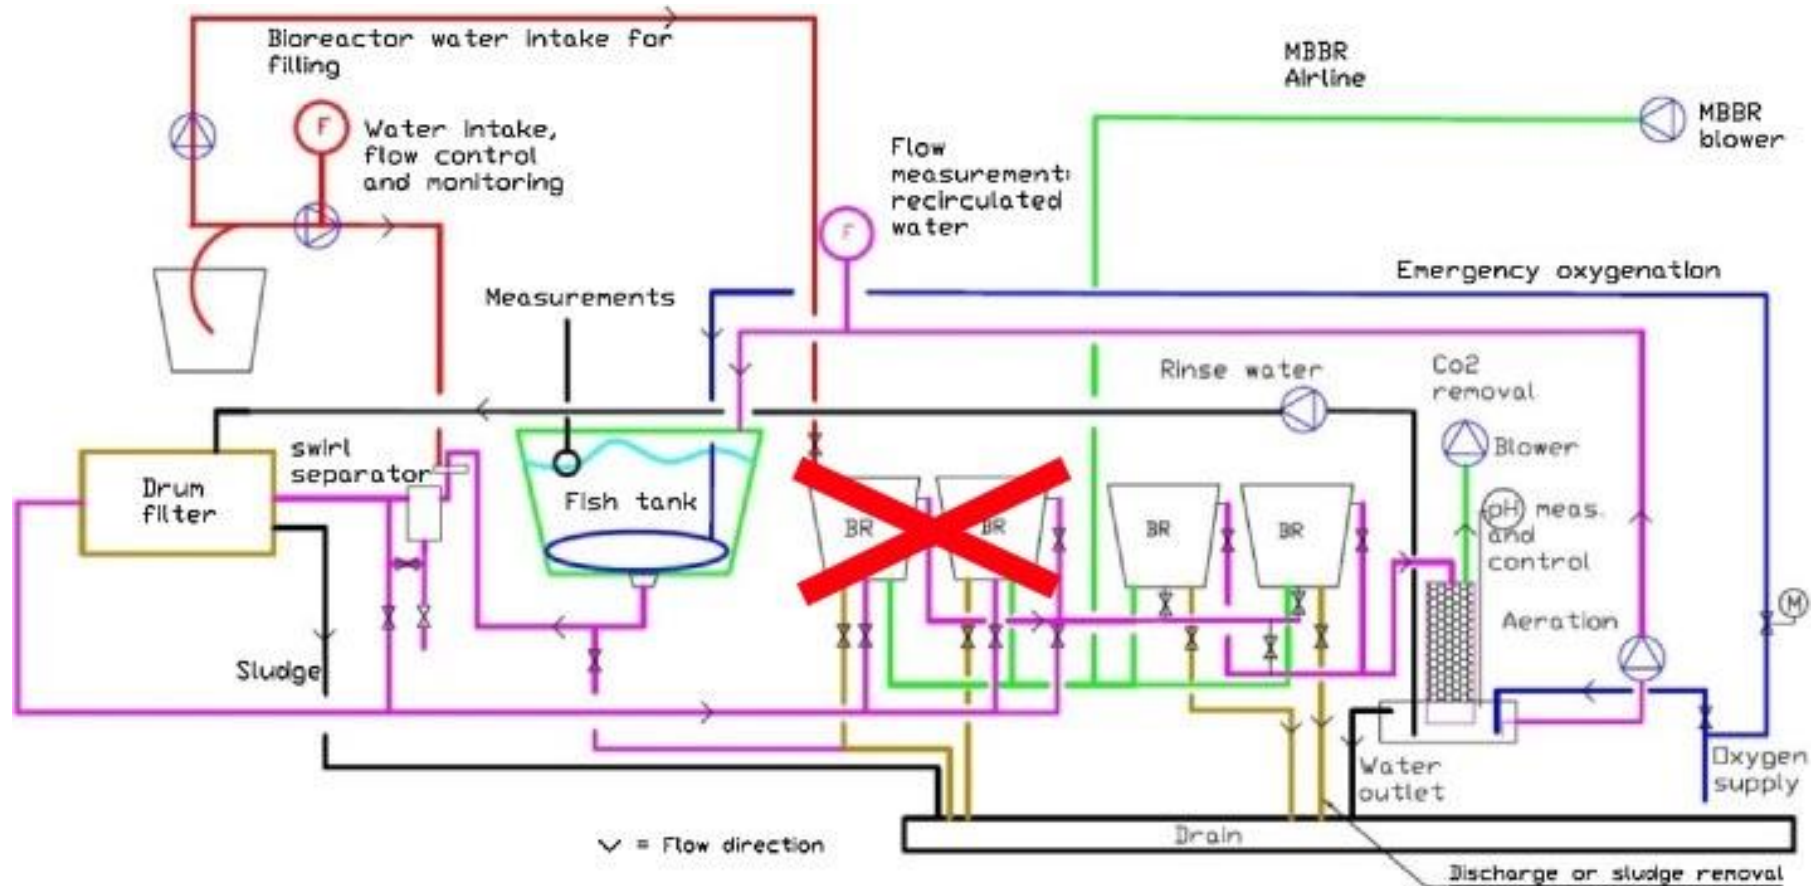 Bioreactor water intake for
filling
F
Water intake,
flow control
and monitoring
MBBR
Airline
MBBR
blower
Flow
measurement:
recirculated
water
F
Emergency oxygenation
Measurements
Rinse water
Co2
removal
Blower
swirl
separator
Drum
filter
Fish tank
BR
BR
BR
BR
pH meas.
and
control
Aeration
M
Sludge
Water
outlet
Oxygen
supply
Drain
= Flow direction
Discharge or sludge removal